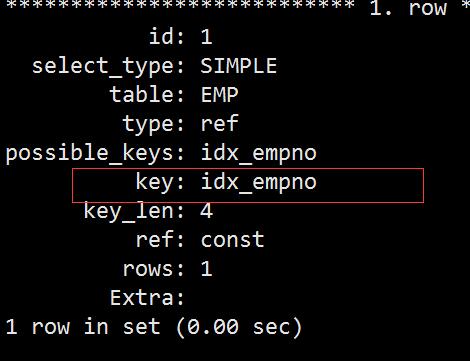 *************************** 1. row *
id: 1
select_type: SIMPLE
table: EMP
type: ref
possible_keys: idx_empno
key: idx_empno
key_len: 4
ref: const
rows: 1
Extra:
1 row in set (0.00 sec)